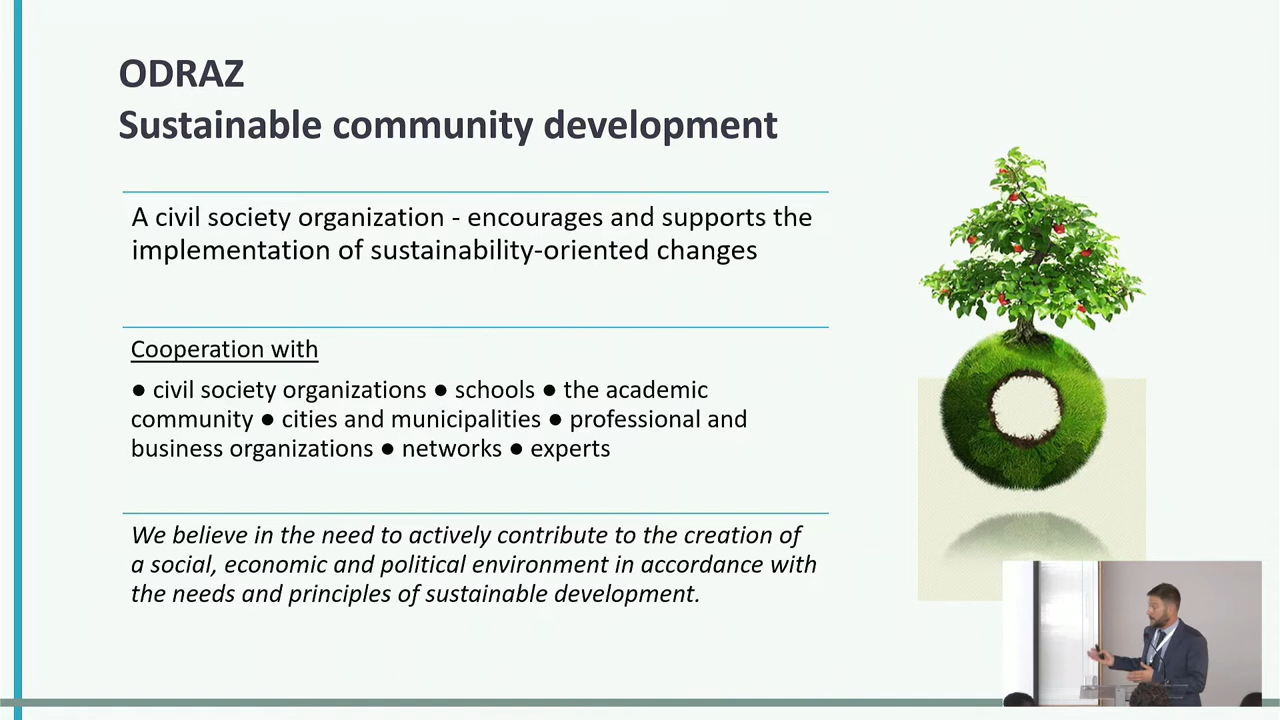 ODRAZ
Sustainable community development
A civil society organization - encourages and supports the
implementation of sustainability-oriented changes
Cooperation with
● civil society organizations ● schools ● the academic
community ● cities and municipalities ● professional and
business organizations ● networks ● experts
We believe in the need to actively contribute to the creation of
a social, economic and political environment in accordance with
the needs and principles of sustainable development.